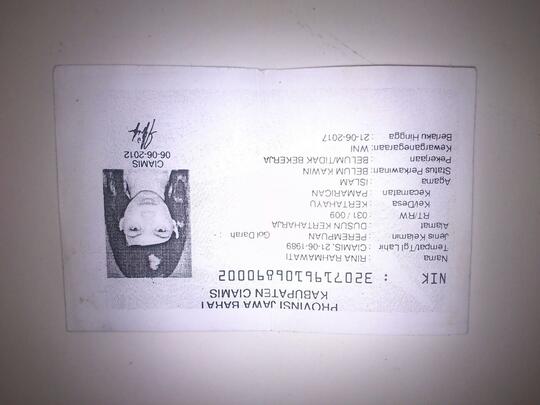 PROVINSI JAWA BARAT
KABUPATEN CIAMIS
NIK : 3207196106890002
Nama : RINA RAHMAWATI
Tempat/Tgl Lahir : CIAMIS, 21-06-1989
Jenis Kelamin : PEREMPUAN Gol Darah : -
Alamat : DUSUN KERTAHARJA
RT/RW : 031/009
Kel/Desa : KERTAHAYU
Kecamatan : PAMARICAN
Agama : ISLAM
Status Perkawinan : BELUM KAWIN
Pekerjaan : BELUM/TIDAK BEKERJA
Kewarganegaraan : WNI
Berlaku Hingga : 21-06-2017
CIAMIS
06-06-2012